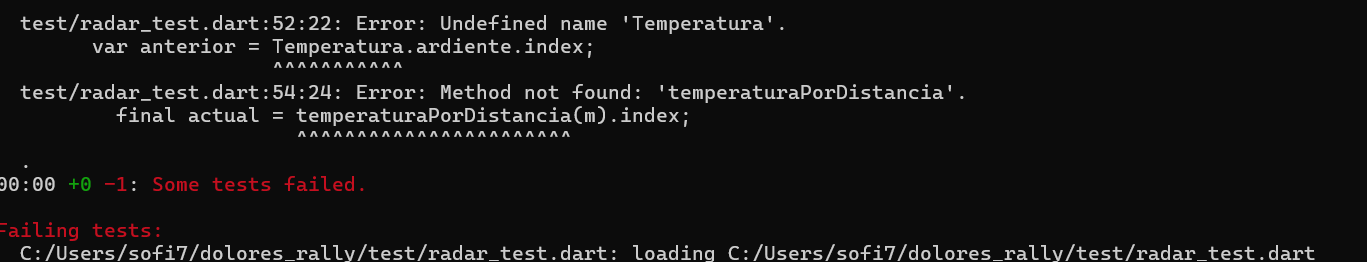 test/radar_test.dart:52:22: Error: Undefined name 'Temperatura'.
var anterior = Temperatura.ardiente.index;
^^^^^^^^^^^
test/radar_test.dart:54:24: Error: Method not found: 'temperaturaPorDistancia'.
final actual = temperaturaPorDistancia(m).index;
^^^^^^^^^^^^^^^^^^^^^^^
.
00:00 +0 -1: Some tests failed.
Failing tests:
C:/Users/sofi7/dolores_rally/test/radar_test.dart: loading C:/Users/sofi7/dolores_rally/test/radar_test.dart